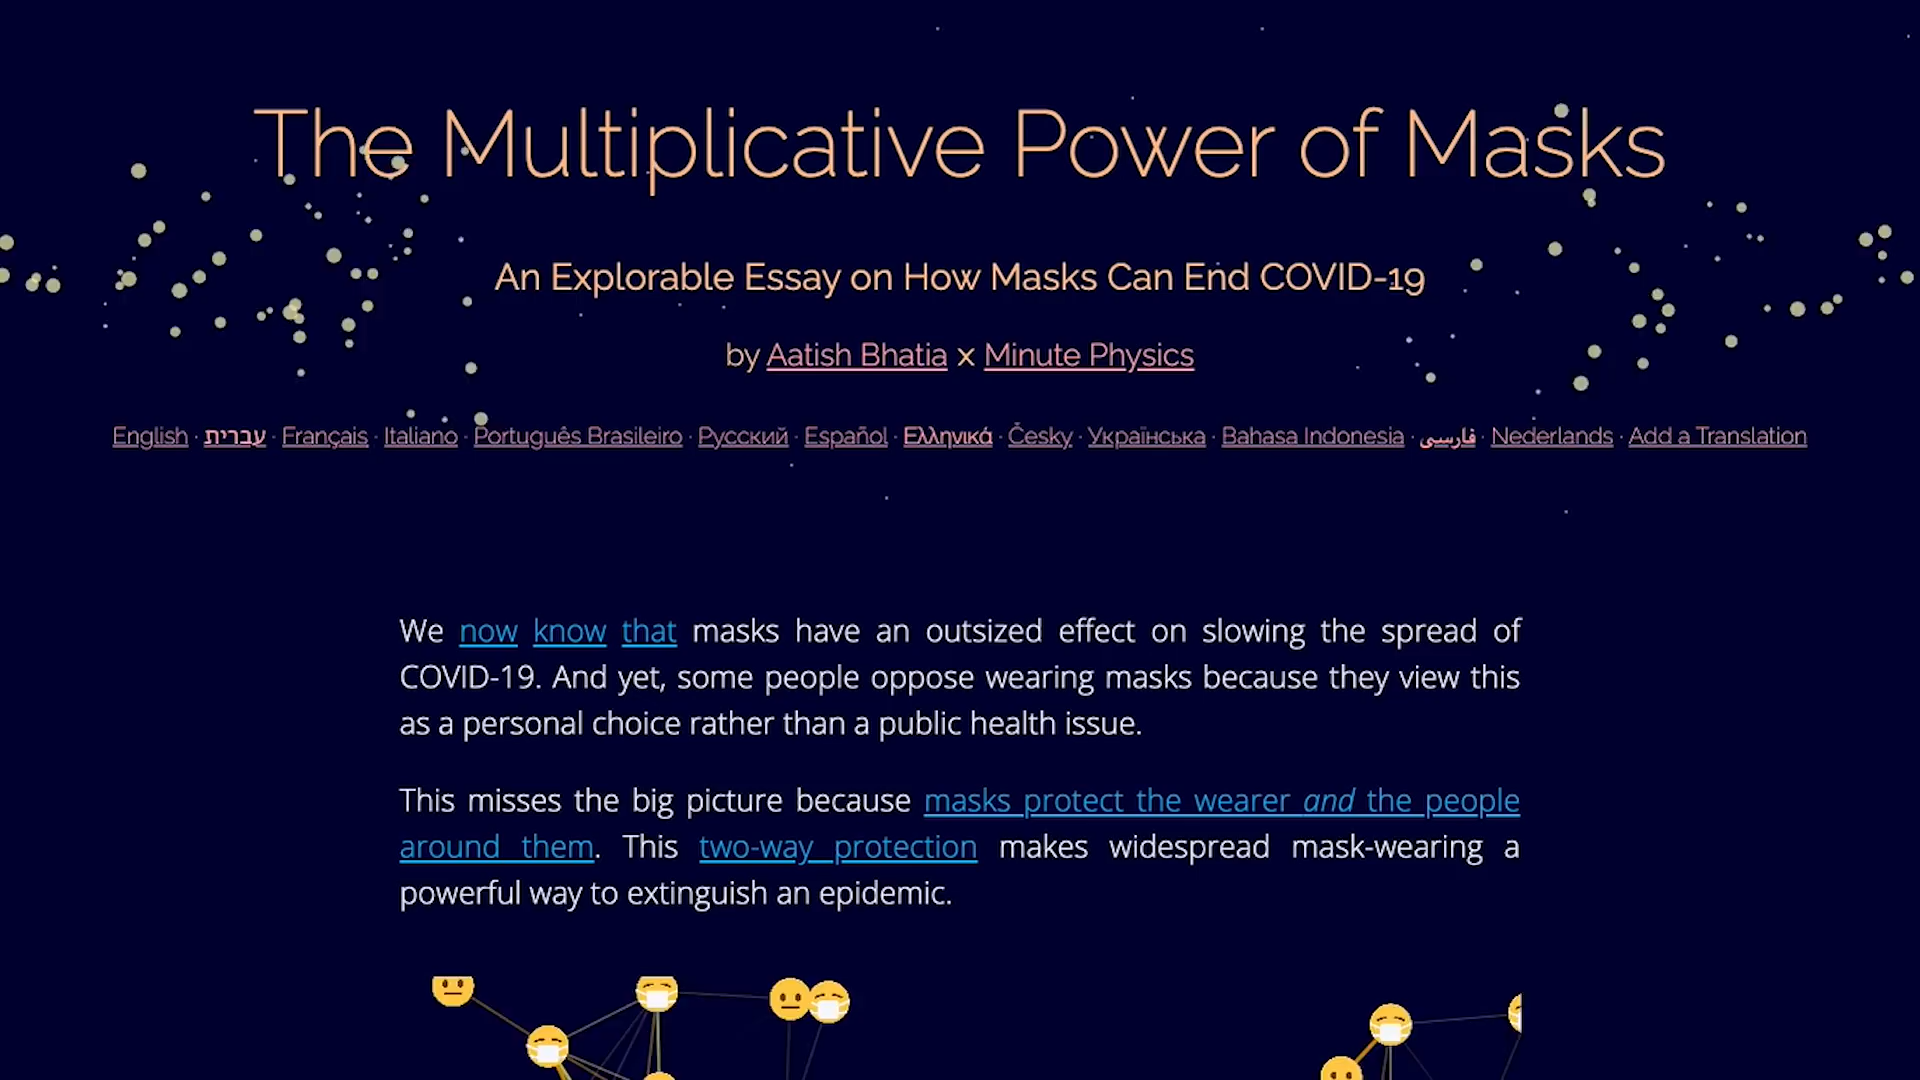 The Multiplicative Power of Masks
An Explorable Essay on How Masks Can End COVID-19
by Aatish Bhatia x Minute Physics
English · עברית · Français · Italiano · Português Brasileiro · Русский · Español · Ελληνικά · Česky · Українська · Bahasa Indonesia · فارسی · Nederlands · Add a Translation
We now know that masks have an outsized effect on slowing the spread of
COVID-19. And yet, some people oppose wearing masks because they view this
as a personal choice rather than a public health issue.
This misses the big picture because masks protect the wearer and the people
around them. This two-way protection makes widespread mask-wearing a
powerful way to extinguish an epidemic.